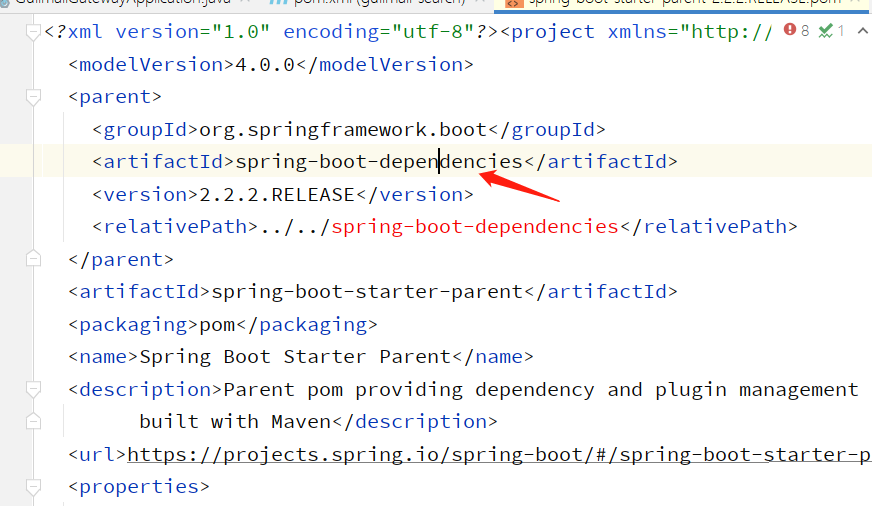 GulimallGatewayApplication.java pom.xml (gulimall-search) spring-boot-starter-parent-2.2.2.RELEASE.pom
<?xml version="1.0" encoding="utf-8"?><project xmlns="http:// 8 1
<modelVersion>4.0.0</modelVersion>
<parent>
<groupId>org.springframework.boot</groupId>
<artifactId>spring-boot-dependencies</artifactId>
<version>2.2.2.RELEASE</version>
<relativePath>../../spring-boot-dependencies</relativePath>
</parent>
<artifactId>spring-boot-starter-parent</artifactId>
<packaging>pom</packaging>
<name>Spring Boot Starter Parent</name>
<description>Parent pom providing dependency and plugin management
built with Maven</description>
<url>https://projects.spring.io/spring-boot/#/spring-boot-starter-p
<properties>